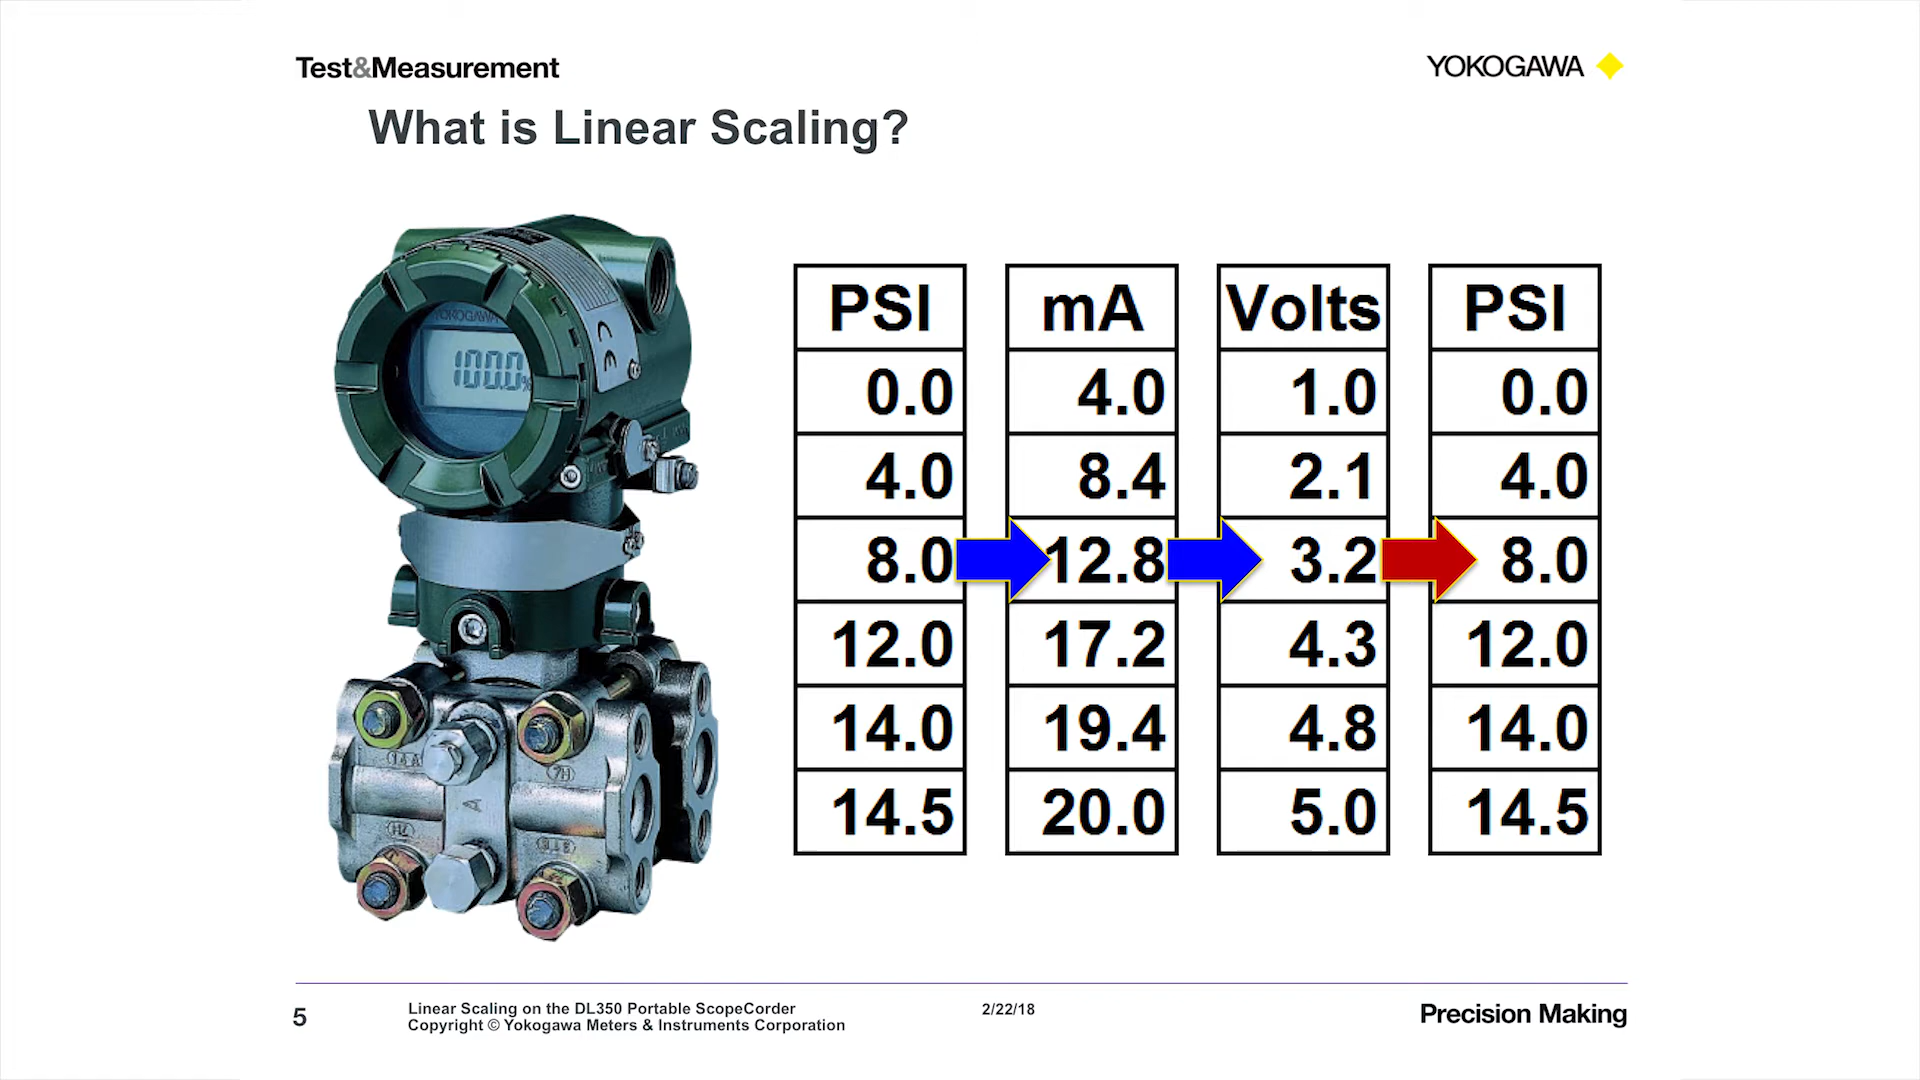 Test&Measurement
YOKOGAWA
What is Linear Scaling?
YOKOGAWA
100.0%
CE
PSI mA Volts PSI
0.0 4.0 1.0 0.0
4.0 8.4 2.1 4.0
8.0 12.8 3.2 8.0
12.0 17.2 4.3 12.0
14.0 19.4 4.8 14.0
14.5 20.0 5.0 14.5
5
Linear Scaling on the DL350 Portable ScopeCorder
Copyright © Yokogawa Meters & Instruments Corporation
2/22/18
Precision Making